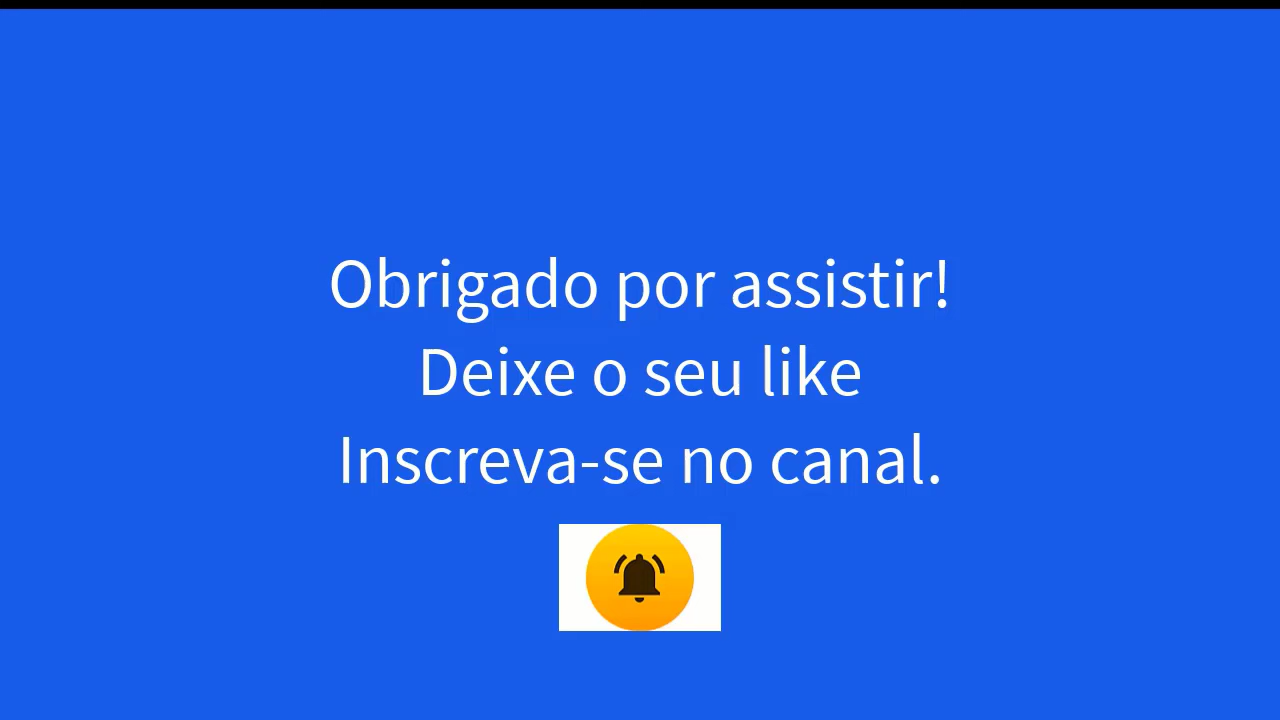 Obrigado por assistir!
Deixe o seu like
Inscreva-se no canal.